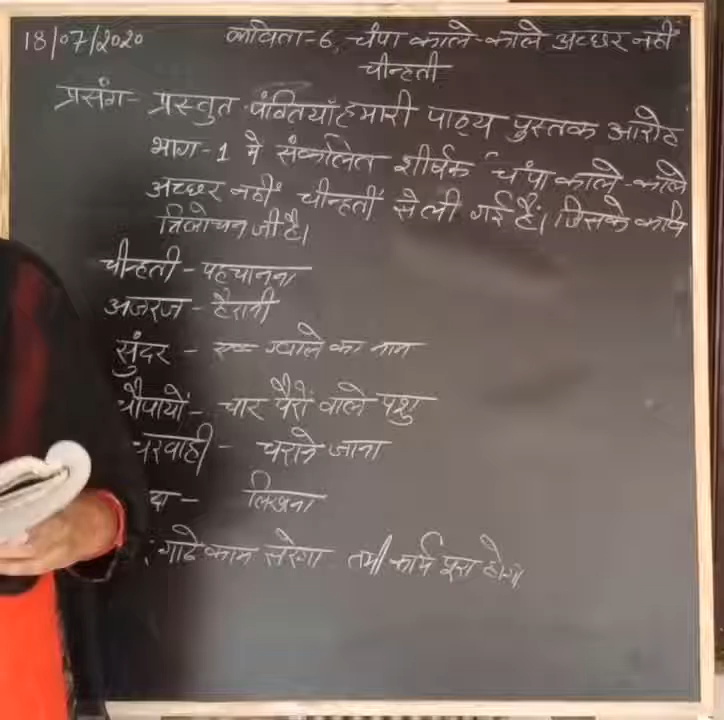 18/07/2020 कविता-6, चंपा काले-काले अच्छर नहीं
चीन्हती
प्रसंग- प्रस्तुत पंक्तियाँ हमारी पाठ्य पुस्तक आरोह
भाग-1 में संकलित शीर्षक "चंपा काले-काले
अच्छर नहीं चीन्हतीं से ली गई हैं। जिसके कवि
त्रिलोचन जी है।
चीन्हती - पहचानना
अजरज - हैरानी
सुंदर - एक ग्वाले का नाम
चौपायों - चार पैरों वाले पशु
चरवाही - चराने जाना
दा - लिखना
गाढे काम सरेगा तभी कार्य पूरा होगा